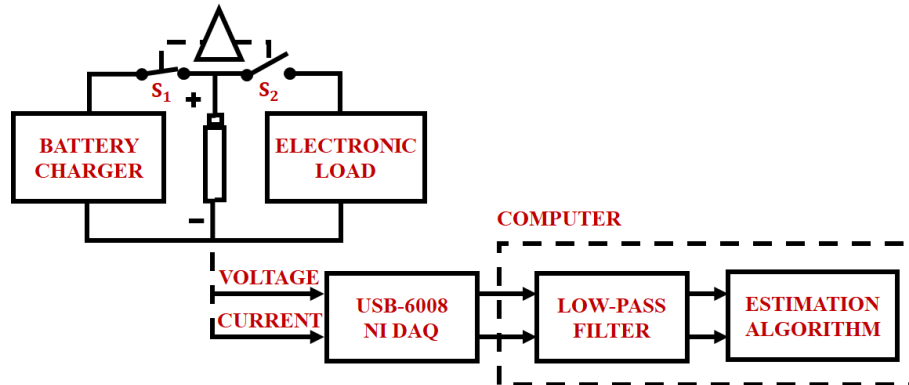 S₁
S₂
+
BATTERY
CHARGER
ELECTRONIC
LOAD
-
COMPUTER
VOLTAGE
CURRENT
USB-6008
NI DAQ
LOW-PASS
FILTER
ESTIMATION
ALGORITHM